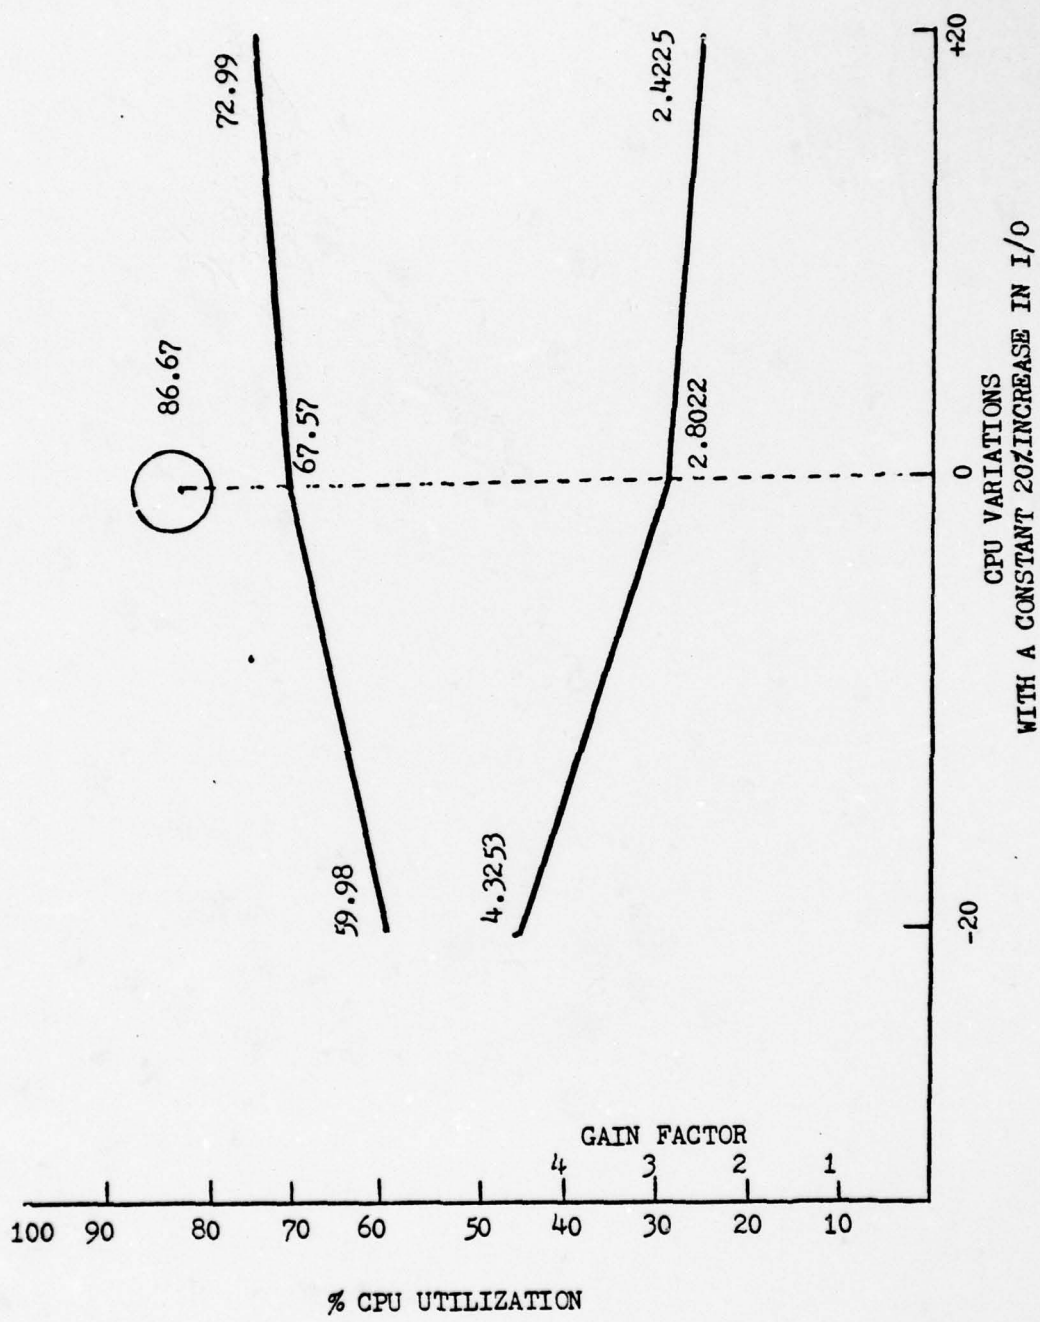 72.99
2.4225
+20
86.67
67.57
2.8022
0
59.98
4.3253
-20
CPU VARIATIONS
WITH A CONSTANT 20%INCREASE IN I/O
GAIN FACTOR
4 3 2 1
100 90 80 70 60 50 40 30 20 10
% CPU UTILIZATION